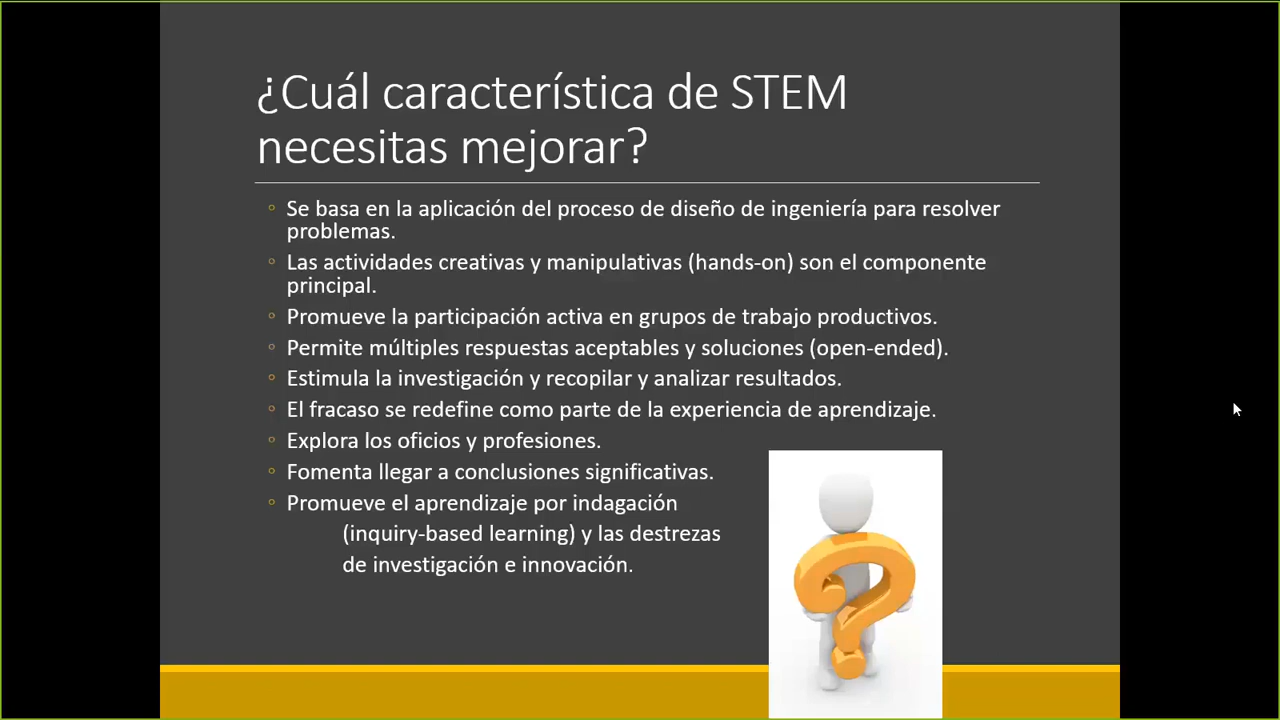 ¿Cuál característica de STEM
necesitas mejorar?
◦ Se basa en la aplicación del proceso de diseño de ingeniería para resolver
problemas.
◦ Las actividades creativas y manipulativas (hands-on) son el componente
principal.
◦ Promueve la participación activa en grupos de trabajo productivos.
◦ Permite múltiples respuestas aceptables y soluciones (open-ended).
◦ Estimula la investigación y recopilar y analizar resultados.
◦ El fracaso se redefine como parte de la experiencia de aprendizaje.
◦ Explora los oficios y profesiones.
◦ Fomenta llegar a conclusiones significativas.
◦ Promueve el aprendizaje por indagación
(inquiry-based learning) y las destrezas
de investigación e innovación.
?